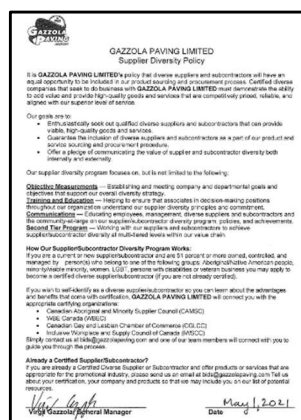 GAZZOLA
PAVING
GAZZOLA PAVING LIMITED
Supplier Diversity Policy
It is GAZZOLA PAVING LIMITED's policy that diverse suppliers and subcontractors will have an
equal opportunity to be included in our product sourcing and procurement process. Certified diverse
companies that seek to do business with GAZZOLA PAVING LIMITED must demonstrate the ability
to add value and provide high-quality goods and services that are competitively priced, reliable, and
aligned with our superior level of service.
Our goals are to:
• Enthusiastically seek out qualified diverse suppliers and subcontractors that can provide
viable, high-quality goods and services.
• Guarantee the inclusion of diverse suppliers and subcontractors as a part of our product and
service sourcing and procurement process.
• Offer a pledge of communicating the value of supplier and subcontractor diversity both
internally and externally.
Our supplier diversity program focuses on, but is not limited to the following:
Objective Measurements — Establishing and meeting company and departmental goals and
objectives that support our overall diversity strategy.
Training and Education — Helping to ensure that associates in decision-making positions
throughout our organization understand our supplier diversity principles and commitment.
Communications — Educating employees, management, diverse suppliers and subcontractors and
the community-at-large on our supplier/subcontractor diversity program, policies, and achievements.
Second Tier Program — Working with our suppliers and subcontractors to achieve
supplier/subcontractor diversity at multi-tiered levels within our value chain.
How Our Supplier/Subcontractor Diversity Program Works:
If you are a current or new supplier/subcontractor and are 51 percent or more owned, controlled, and
managed by person(s) who belong to one of the following groups: Aboriginal/Native American people,
minority/visible minority, women, LGBT, persons with disabilities or veteran business you may apply to
become a certified diverse supplier/subcontractor (if you are not already certified).
If you wish to self-identify as a diverse supplier/subcontractor so you can learn about the advantages
and benefits that come with certification, GAZZOLA PAVING LIMITED will connect you with the
appropriate certifying organizations:
• Canadian Aboriginal and Minority Supplier Council (CAMSC)
• WBE Canada (WBEC)
• Canadian Gay and Lesbian Chamber of Commerce (CGLCC)
• Inclusive Workplace and Supply Council of Canada (IWSCC)
Simply contact us at bids@gazzolapaving.com and one of our team members will connect with you to
guide you through the process.
Already a Certified Supplier/Subcontractor?
If you are already a Certified Diverse Supplier or Subcontractor and offer products or services that are
appropriate for the promotional industry, please send us an email at bids@gazzolapaving.com Tell us
about your certification, your company and products so that we may include you on our list of potential
resources.
May 1, 2021
Virgil Gazzola/General Manager Date